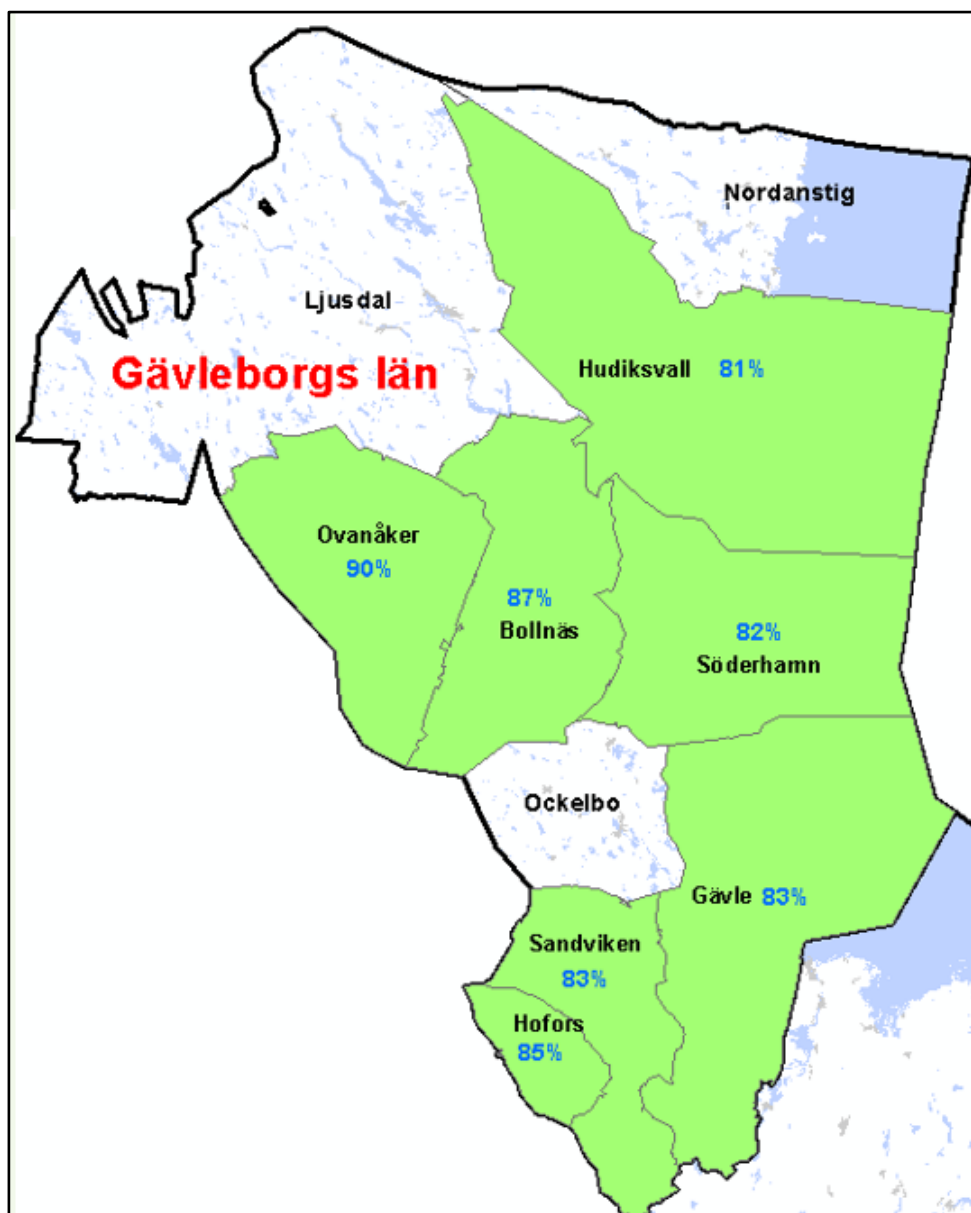 Nordanstig
Ljusdal
Gävleborgs län
Hudiksvall 81%
Ovanåker
90%
87%
Bollnäs
82%
Söderhamn
Ockelbo
Gävle 83%
Sandviken
83%
Hofors
85%